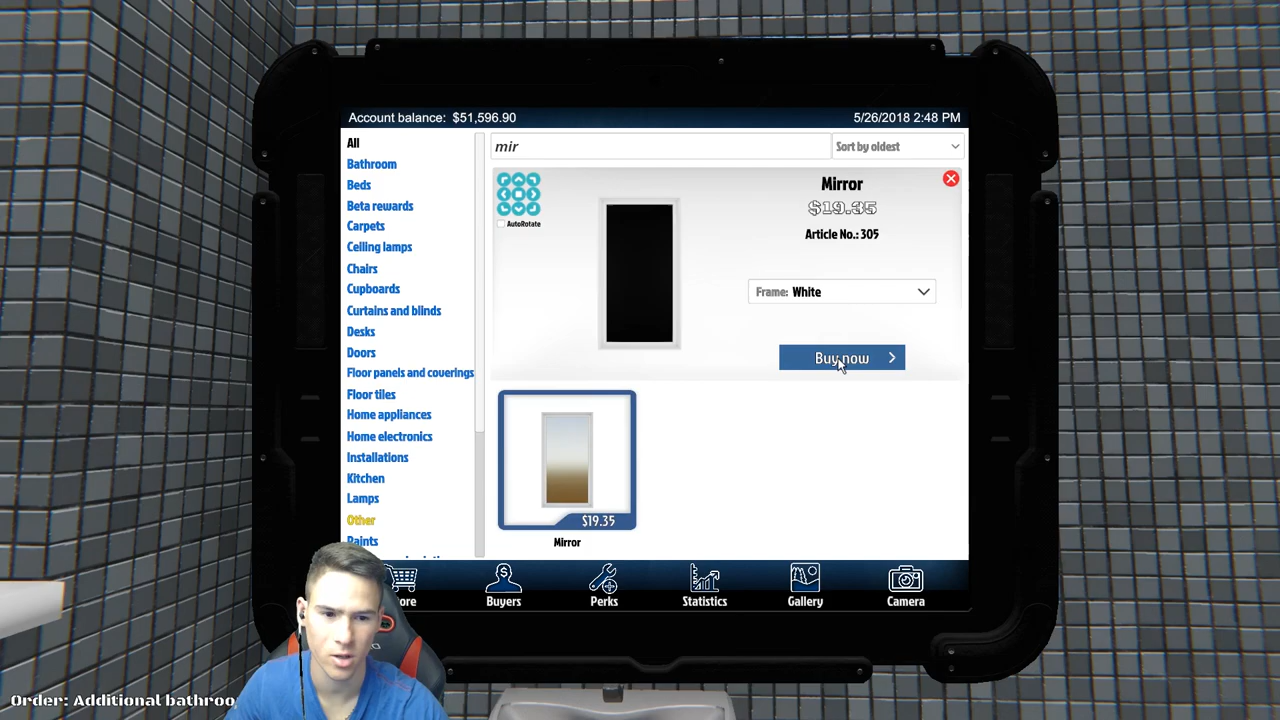 Account balance: $51,596.90
5/26/2018 2:48 PM
All
Bathroom
Beds
Beta rewards
Carpets
Ceiling lamps
Chairs
Cupboards
Curtains and blinds
Desks
Doors
Floor panels and coverings
Floor tiles
Home appliances
Home electronics
Installations
Kitchen
Lamps
Other
Paints
mir
Sort by oldest
AutoRotate
Mirror
$19.35
Article No.: 305
Frame: White
Buy now
$19.35
Mirror
ore
Buyers
Perks
Statistics
Gallery
Camera
Order: Additional bathroo